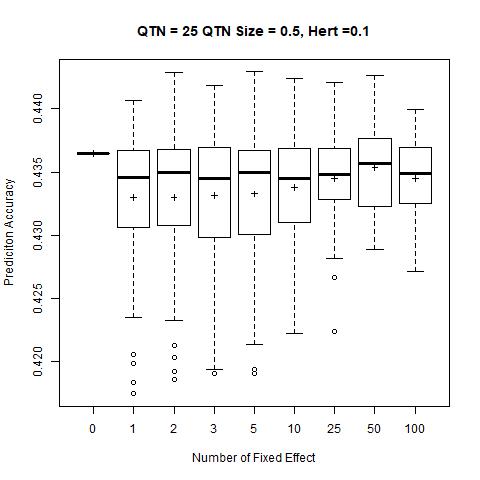 QTN = 25 QTN Size = 0.5, Hert =0.1
Prediciton Accuracy
0.440
0.435
0.430
0.425
0.420
0 1 2 3 5 10 25 50 100
Number of Fixed Effect